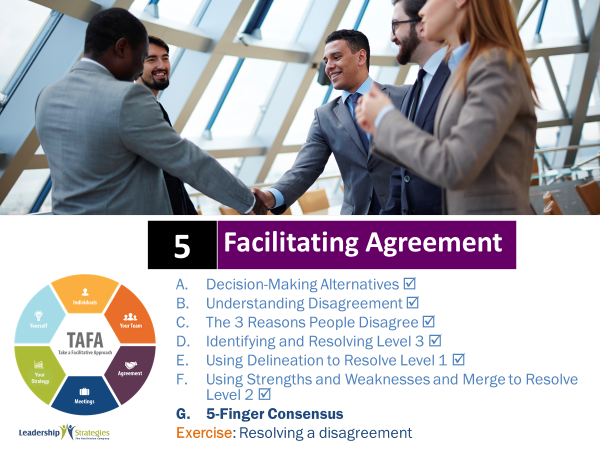 5 Facilitating Agreement
A. Decision-Making Alternatives ☑
B. Understanding Disagreement ☑
C. The 3 Reasons People Disagree ☑
D. Identifying and Resolving Level 3 ☑
E. Using Delineation to Resolve Level 1 ☑
F. Using Strengths and Weaknesses and Merge to Resolve
Level 2 ☑
G. 5-Finger Consensus
Exercise: Resolving a disagreement
Individuals
Yourself
Your Team
TAFA
Take a Facilitative Approach
Your
Strategy
Agreement
Meetings
Leadership Strategies
The Facilitation Company